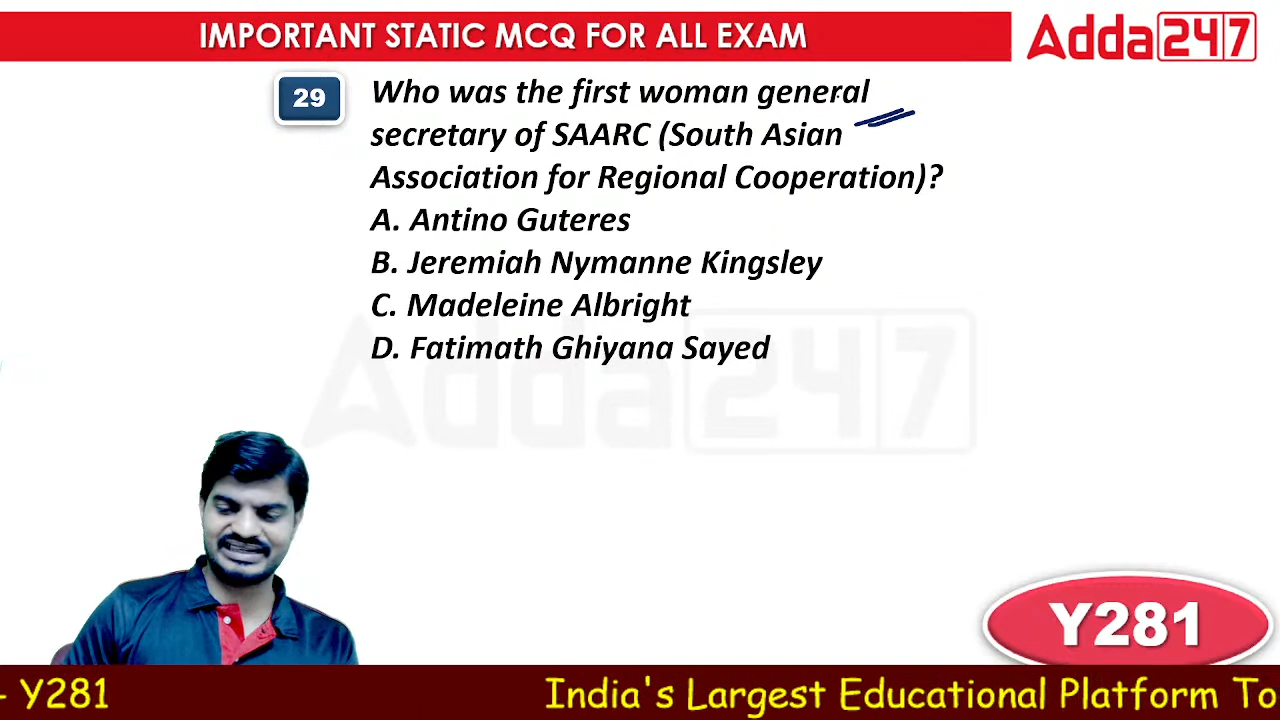 IMPORTANT STATIC MCQ FOR ALL EXAM
Adda247
29
Who was the first woman general
secretary of SAARC (South Asian
Association for Regional Cooperation)?
A. Antino Guteres
B. Jeremiah Nymanne Kingsley
C. Madeleine Albright
D. Fatimath Ghiyana Sayed
Adda247
Y281
- Y281 India's Largest Educational Platform To